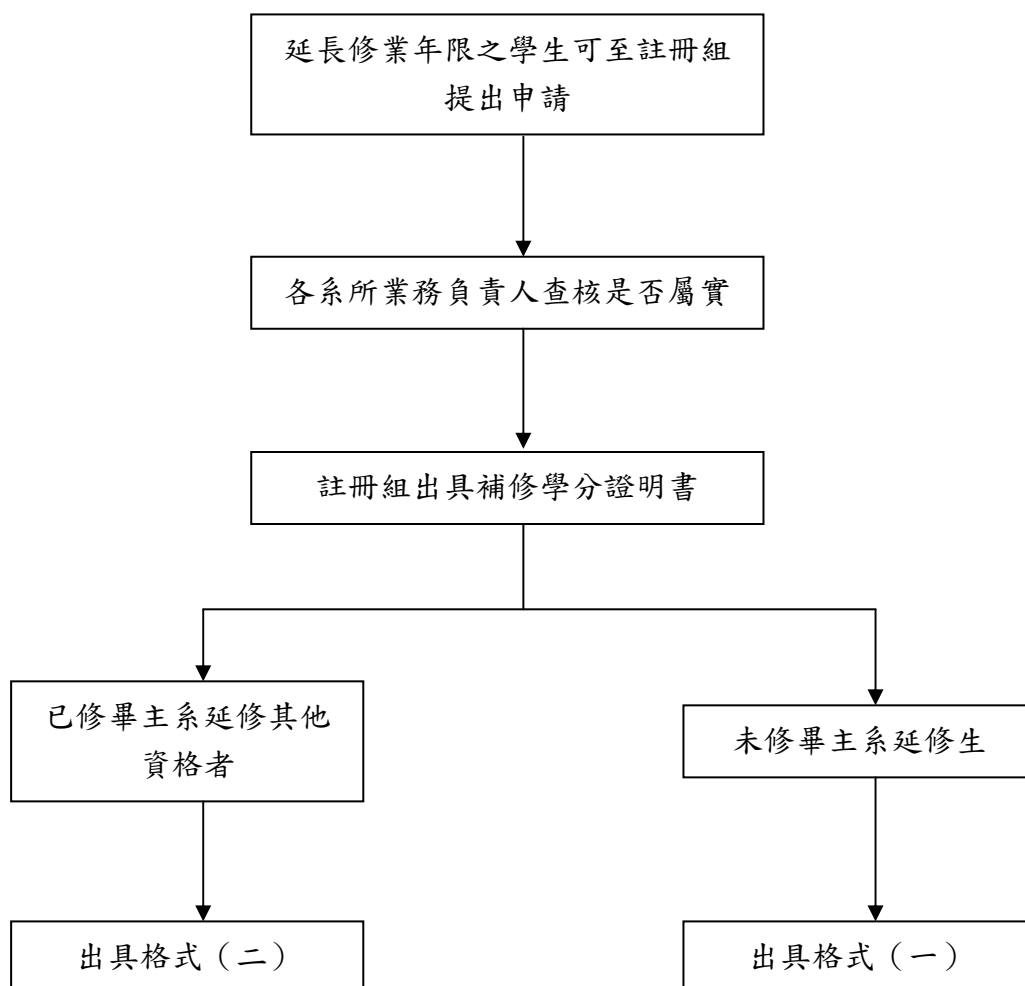 延長修業年限之學生可至註冊組
提出申請
各系所業務負責人查核是否屬實
註冊組出具補修學分證明書
已修畢主系延修其他
資格者
未修畢主系延修生
出具格式（二）
出具格式（一）